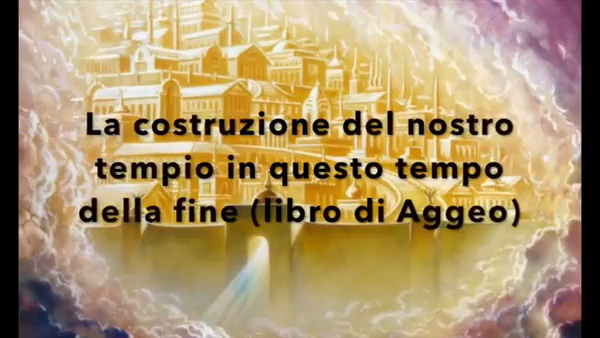 La costruzione del nostro
tempio in questo tempo
della fine (libro di Aggeo)